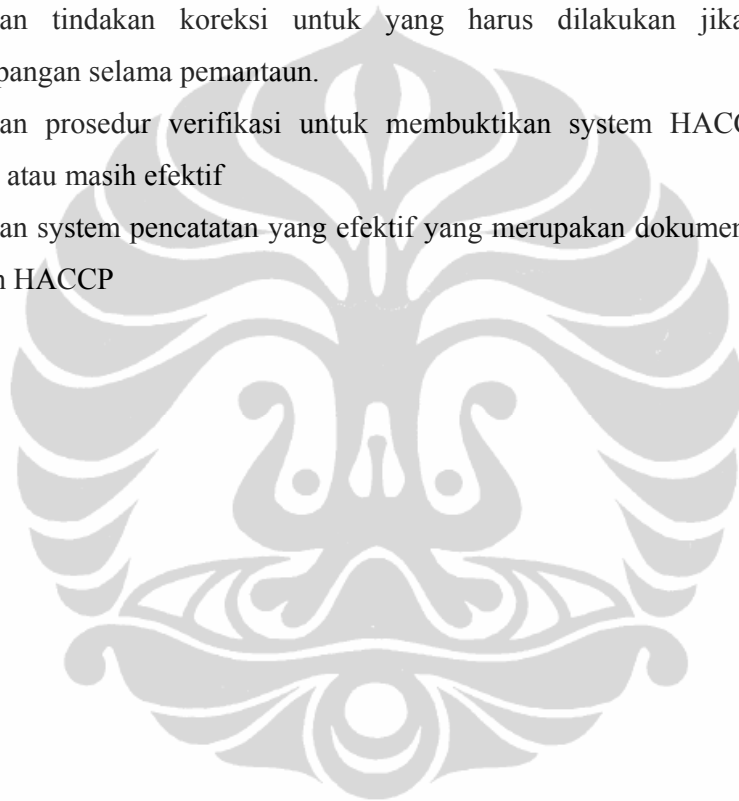 an tindakan koreksi untuk yang harus dilakukan jika
pangan selama pemantaun.
an prosedur verifikasi untuk membuktikan system HACC
atau masih efektif
an system pencatatan yang efektif yang merupakan dokumen
HACCP